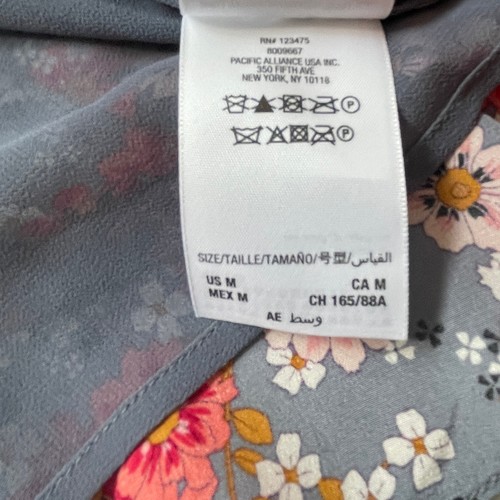 RN# 123475
8009667
PACIFIC ALLIANCE USA INC.
350 FIFTH AVE
NEW YORK, NY 10118
SIZE/TAILLE/TAMAÑO/号型/القياس
US M CA M
MEX M CH 165/88A
AE وسط